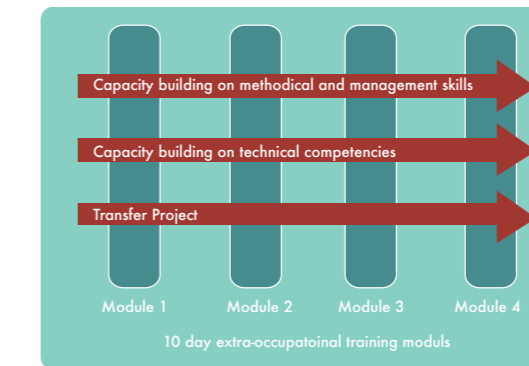 Capacity building on methodical and management skills
Capacity building on technical competencies
Transfer Project
Module 1 Module 2 Module 3 Module 4
10 day extra-occupatoinal training moduls